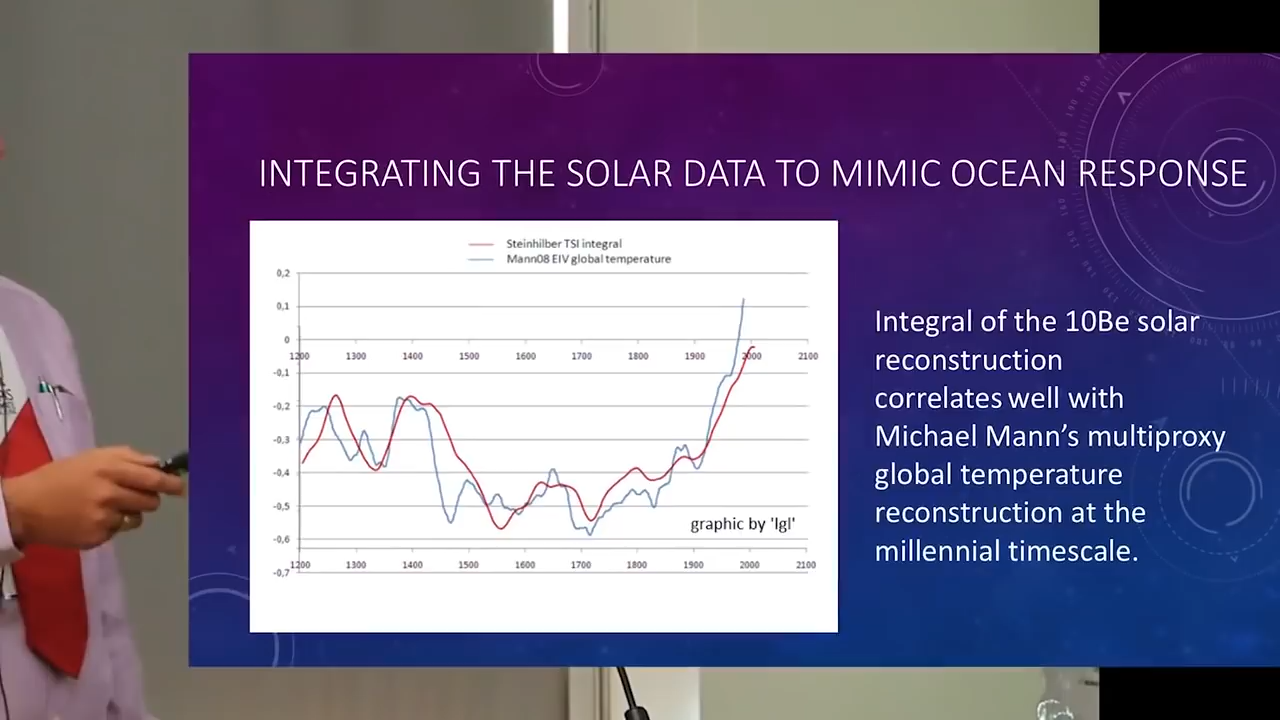 INTEGRATING THE SOLAR DATA TO MIMIC OCEAN RESPONSE
Steinhilber TSI integral
Mann08 EIV global temperature
0,2
0,1
0
1200 1300 1400 1500 1600 1700 1800 1900 2000 2100
-0,1
-0,2
-0,3
-0,4
-0,5
graphic by 'lgl'
-0,6
1200 1300 1400 1500 1600 1700 1800 1900 2000 2100
-0,7
Integral of the 10Be solar
reconstruction
correlates well with
Michael Mann’s multiproxy
global temperature
reconstruction at the
millennial timescale.